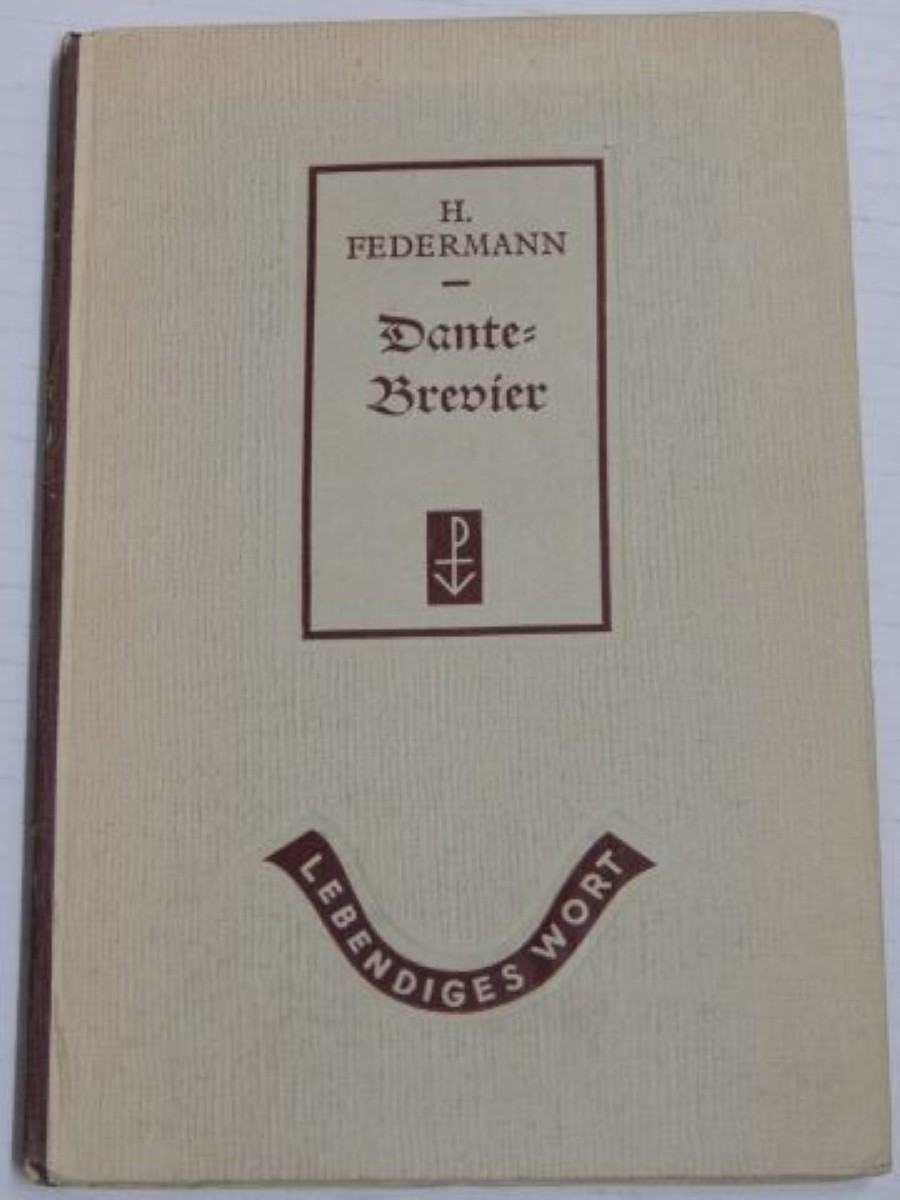 H.
FEDERMANN
Dante-
Brevier
LEBENDIGES WORT